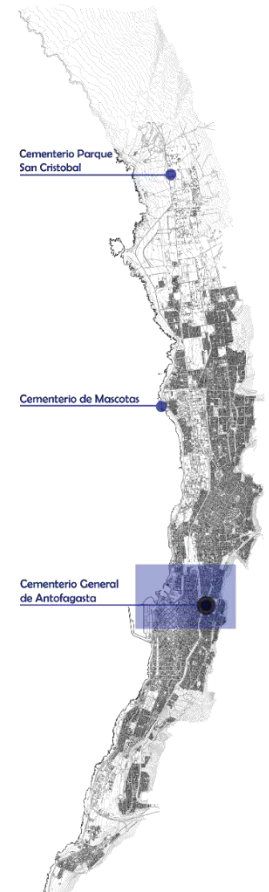 Cementerio Parque
San Cristobal
Cementerio de Mascotas
Cementerio General
de Antofagasta